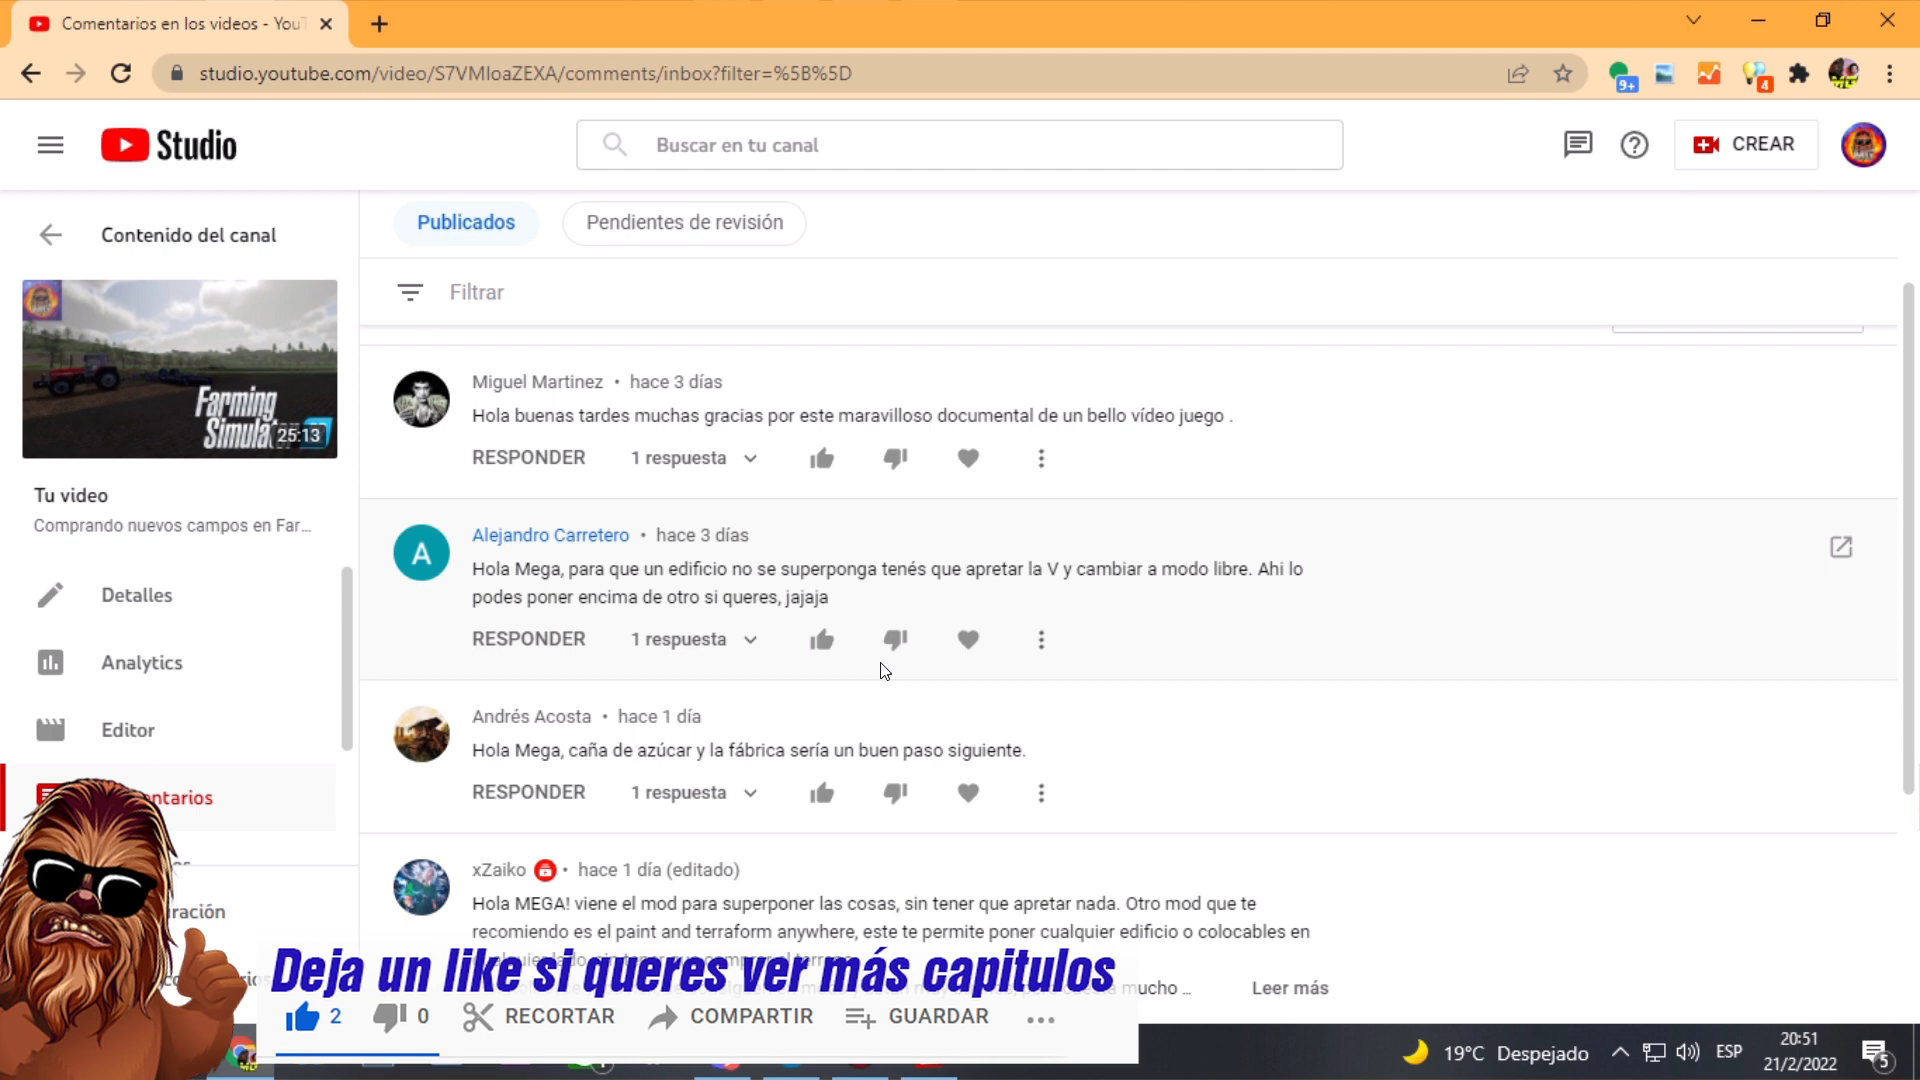 Comentarios en los videos - You
studio.youtube.com/video/S7VMIoaZEXA/comments/inbox?filter=%5B%5D
9+
4
Studio
Buscar en tu canal
CREAR
Contenido del canal
Publicados
Pendientes de revisión
Filtrar
Farming
Simula
25:13
Tu video
Comprando nuevos campos en Far...
Detalles
Analytics
Editor
ntarios
Miguel Martinez • hace 3 días
Hola buenas tardes muchas gracias por este maravilloso documental de un bello vídeo juego .
RESPONDER 1 respuesta
A
Alejandro Carretero • hace 3 días
Hola Mega, para que un edificio no se superponga tenés que apretar la V y cambiar a modo libre. Ahi lo
podes poner encima de otro si queres, jajaja
RESPONDER 1 respuesta
Andrés Acosta • hace 1 día
Hola Mega, caña de azúcar y la fábrica sería un buen paso siguiente.
RESPONDER 1 respuesta
xZaiko • hace 1 día (editado)
Hola MEGA! viene el mod para superponer las cosas, sin tener que apretar nada. Otro mod que te
recomiendo es el paint and terraform anywhere, este te permite poner cualquier edificio o colocables en
mucho ...
Leer más
uración
Deja un like si queres ver más capitulos
2 0 RECORTAR COMPARTIR GUARDAR ...
19°C Despejado
ESP
20:51
21/2/2022
5